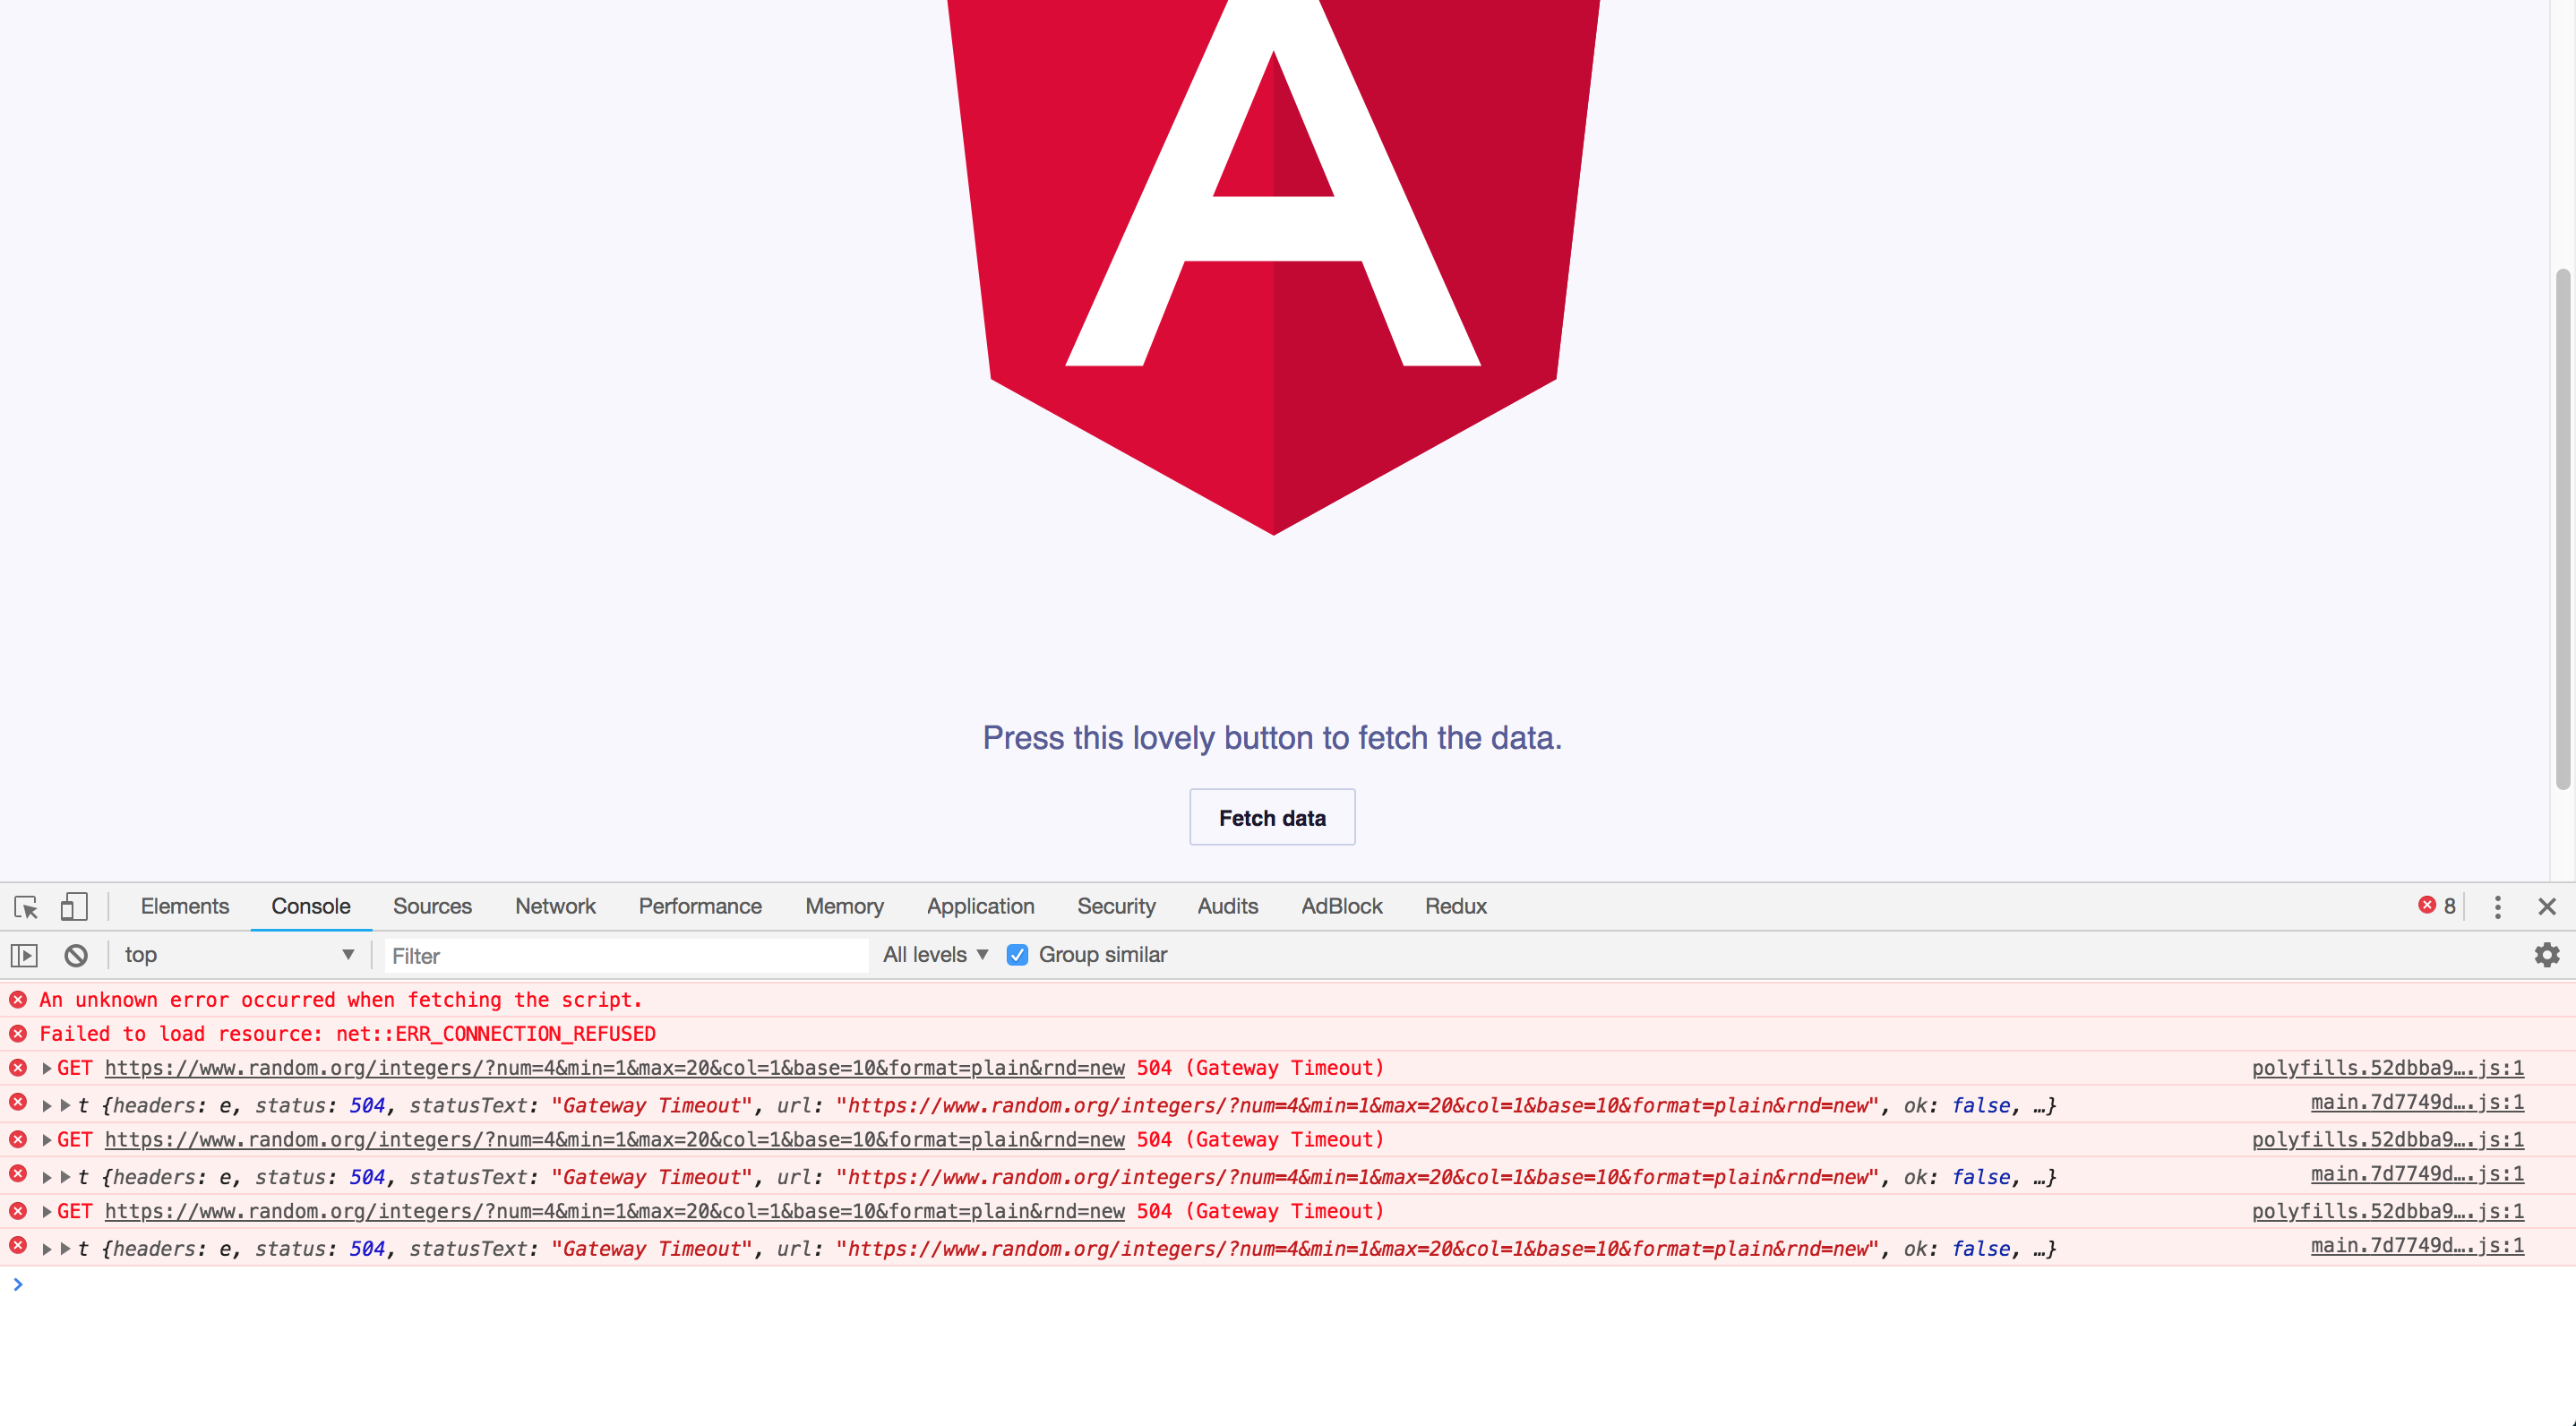 A
Press this lovely button to fetch the data.
Fetch data
Elements Console Sources Network Performance Memory Application Security Audits AdBlock Redux 8
top Filter All levels Group similar
An unknown error occurred when fetching the script.
Failed to load resource: net::ERR_CONNECTION_REFUSED
GET https://www.random.org/integers/?num=4&min=1&max=20&col=1&base=10&format=plain&rnd=new 504 (Gateway Timeout) polyfills.52dbba9….js:1
t {headers: e, status: 504, statusText: "Gateway Timeout", url: "https://www.random.org/integers/?num=4&min=1&max=20&col=1&base=10&format=plain&rnd=new", ok: false, …} main.7d7749d….js:1
GET https://www.random.org/integers/?num=4&min=1&max=20&col=1&base=10&format=plain&rnd=new 504 (Gateway Timeout) polyfills.52dbba9….js:1
t {headers: e, status: 504, statusText: "Gateway Timeout", url: "https://www.random.org/integers/?num=4&min=1&max=20&col=1&base=10&format=plain&rnd=new", ok: false, …} main.7d7749d….js:1
GET https://www.random.org/integers/?num=4&min=1&max=20&col=1&base=10&format=plain&rnd=new 504 (Gateway Timeout) polyfills.52dbba9….js:1
t {headers: e, status: 504, statusText: "Gateway Timeout", url: "https://www.random.org/integers/?num=4&min=1&max=20&col=1&base=10&format=plain&rnd=new", ok: false, …} main.7d7749d….js:1